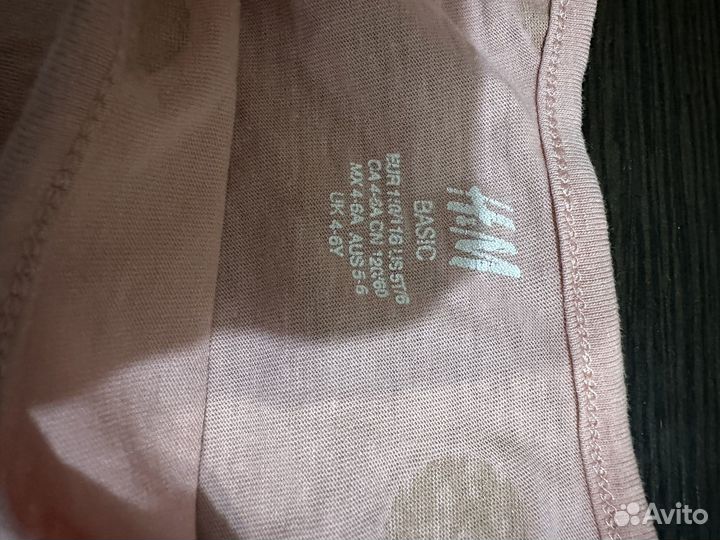 H&M
BASIC
EUR 110/116 US 5T/6
CA 4-6A CN 120/60
MX 4-6A AUS 5-6
UK 4-6Y
Avito